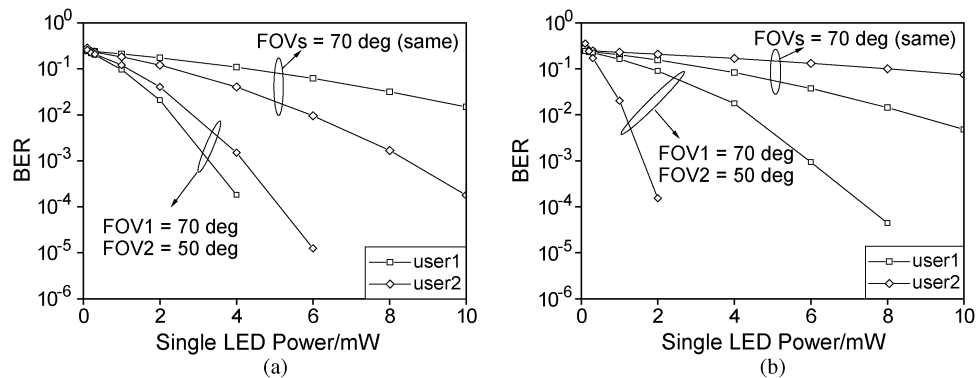 10^0
10^-1
10^-2
10^-3
10^-4
10^-5
10^-6
BER
FOVs = 70 deg (same)
FOV1 = 70 deg
FOV2 = 50 deg
user1
user2
0 2 4 6 8 10
Single LED Power/mW
(a)
10^0
10^-1
10^-2
10^-3
10^-4
10^-5
10^-6
BER
FOVs = 70 deg (same)
FOV1 = 70 deg
FOV2 = 50 deg
user1
user2
0 2 4 6 8 10
Single LED Power/mW
(b)